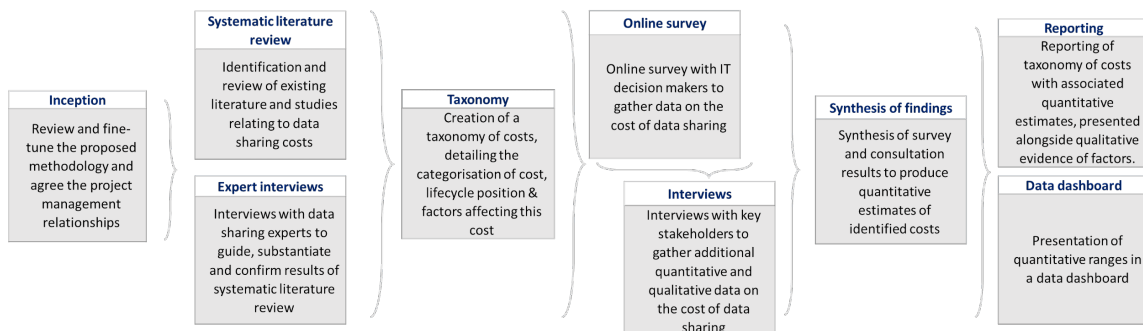 Inception
Review and fine-
tune the proposed
methodology and
agree the project
management
relationships
Systematic literature
review
Identification and
review of existing
literature and studies
relating to data
sharing costs
Expert interviews
Interviews with data
sharing experts to
guide, substantiate
and confirm results of
systematic literature
review
Taxonomy
Creation of a
taxonomy of costs,
detailing the
categorisation of cost,
lifecycle position &
factors affecting this
cost
Online survey
Online survey with IT
decision makers to
gather data on the
cost of data sharing
Interviews
Interviews with key
stakeholders to
gather additional
quantitative and
qualitative data on
the cost of data
sharing
Synthesis of findings
Synthesis of survey
and consultation
results to produce
quantitative
estimates of
identified costs
Reporting
Reporting of
taxonomy of costs
with associated
quantitative
estimates, presented
alongside qualitative
evidence of factors.
Data dashboard
Presentation of
quantitative ranges in
a data dashboard